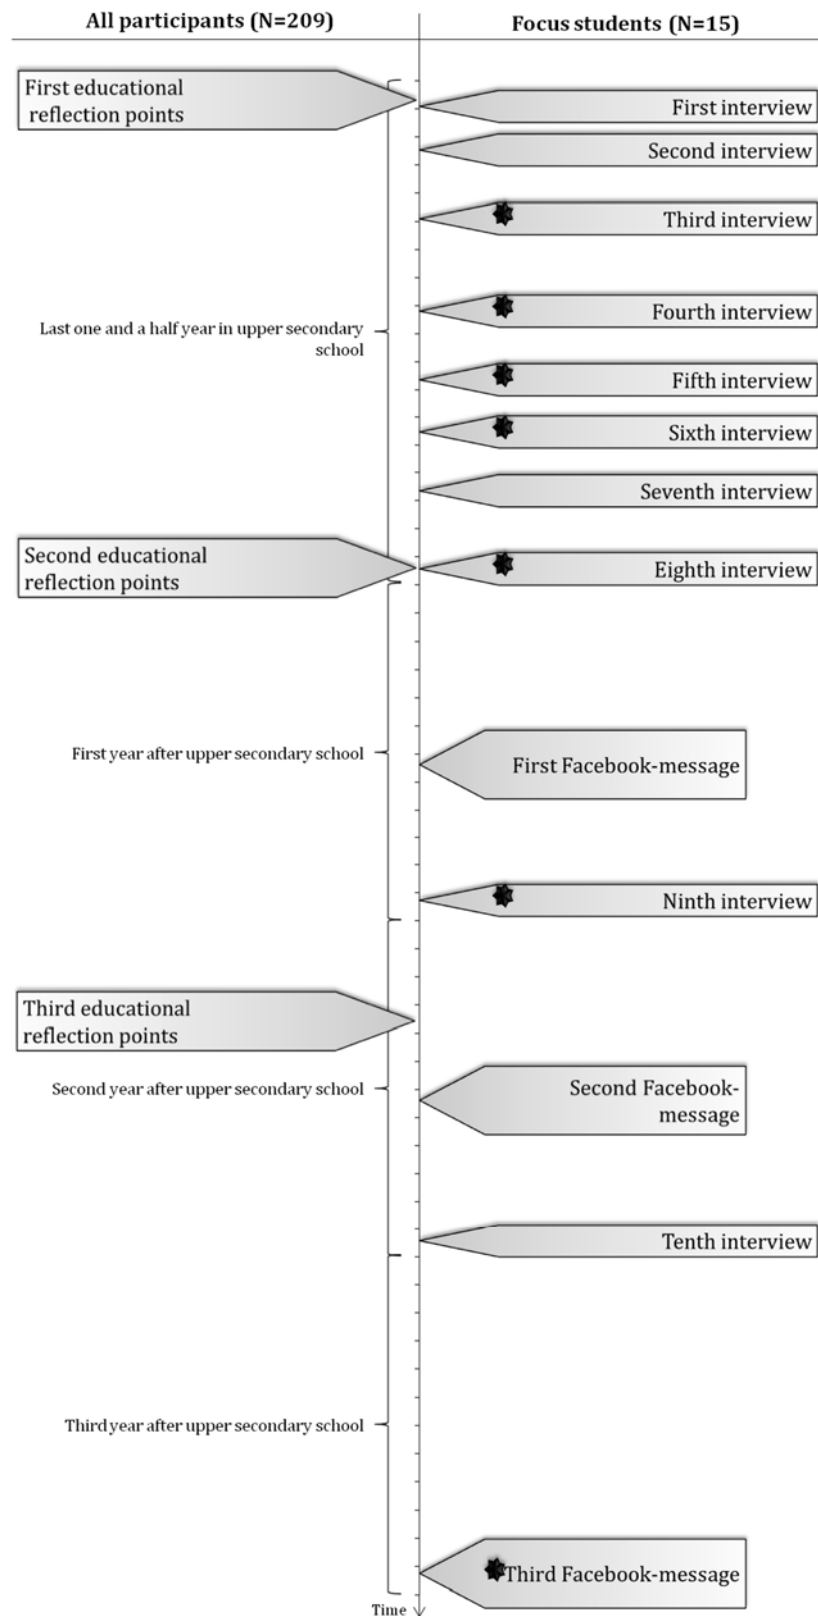 All participants (N=209)
Focus students (N=15)
First educational
reflection points
First interview
Second interview
Third interview
Fourth interview
Last one and a half year in upper secondary
school
Fifth interview
Sixth interview
Seventh interview
Second educational
reflection points
Eighth interview
First year after upper secondary school
First Facebook-message
Ninth interview
Third educational
reflection points
Second year after upper secondary school
Second Facebook-
message
Tenth interview
Third year after upper secondary school
Third Facebook-message
Time